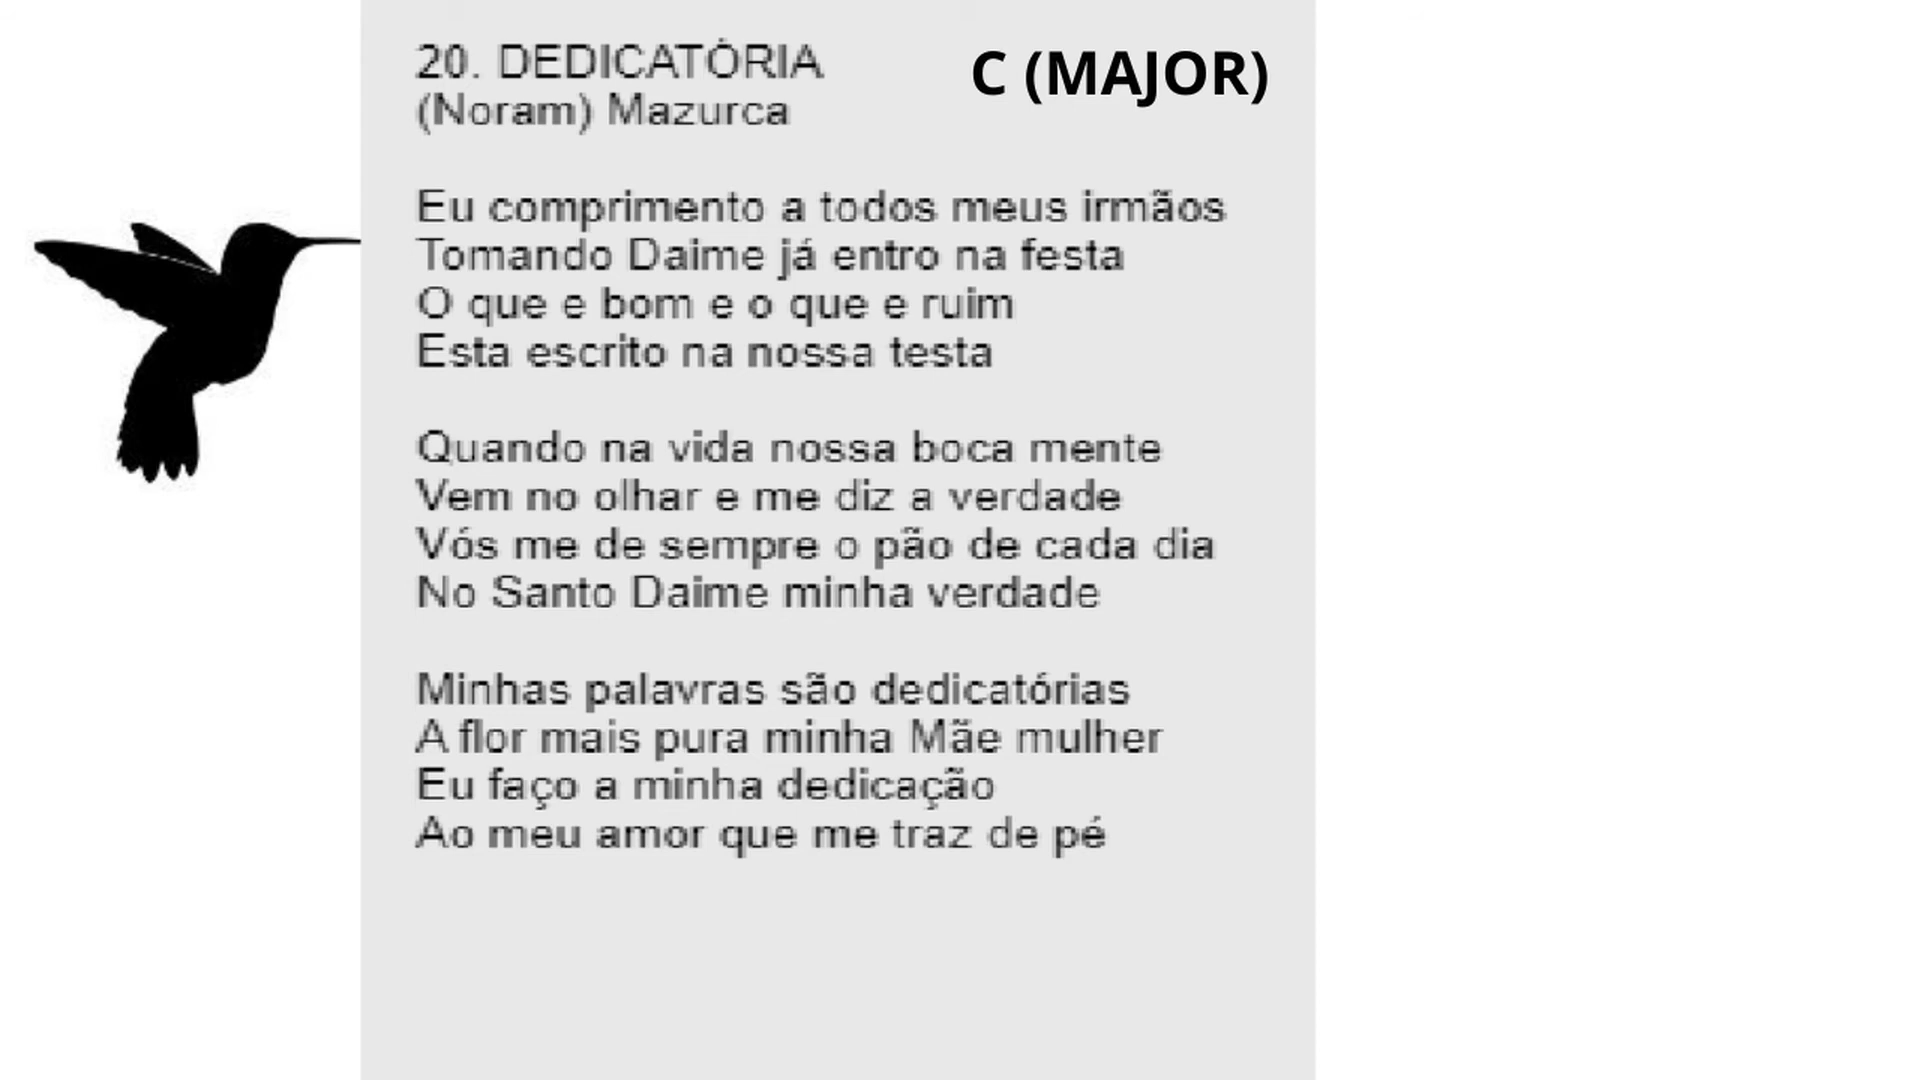 20. DEDICATÓRIA
C (MAJOR)
(Noram) Mazurca
Eu comprimento a todos meus irmãos
Tomando Daime já entro na festa
O que e bom e o que e ruim
Esta escrito na nossa testa
Quando na vida nossa boca mente
Vem no olhar e me diz a verdade
Vós me de sempre o pão de cada dia
No Santo Daime minha verdade
Minhas palavras são dedicatórias
A flor mais pura minha Mãe mulher
Eu faço a minha dedicação
Ao meu amor que me traz de pé